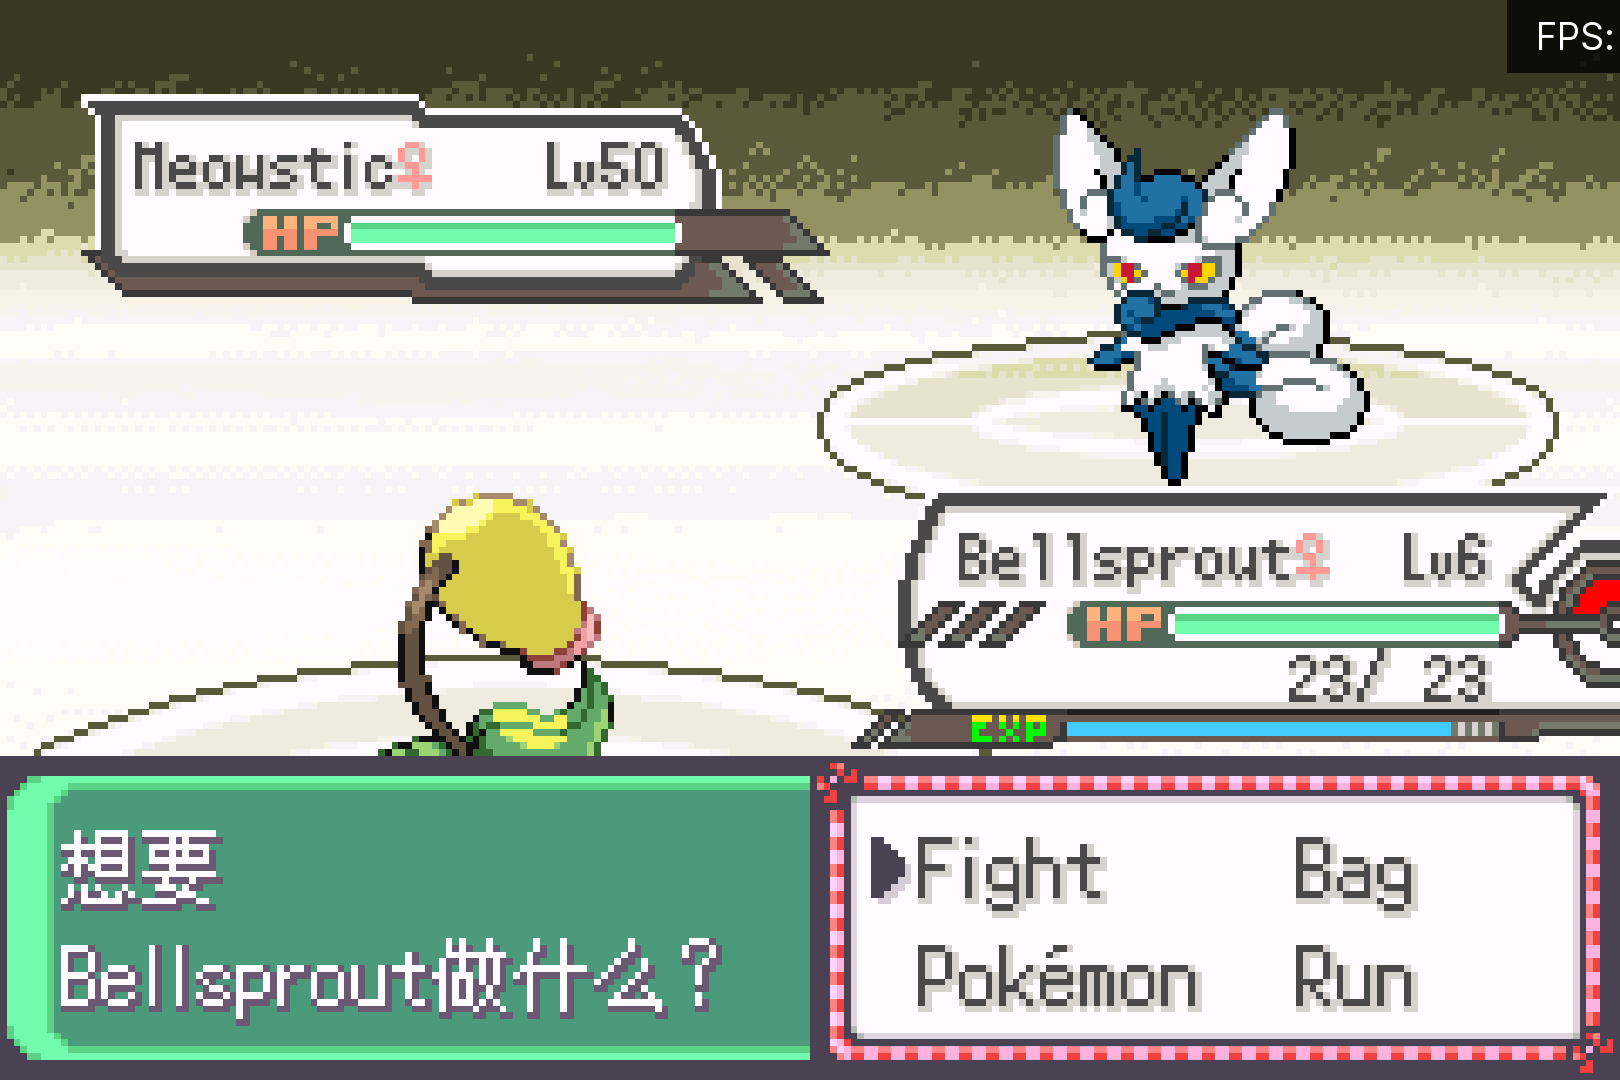 FPS:
Meowstic♀ Lv50
HP
Bellsprout♀ Lv6
HP
23/ 23
EXP
想要
Bellsprout做什么？
Fight Bag
Pokémon Run